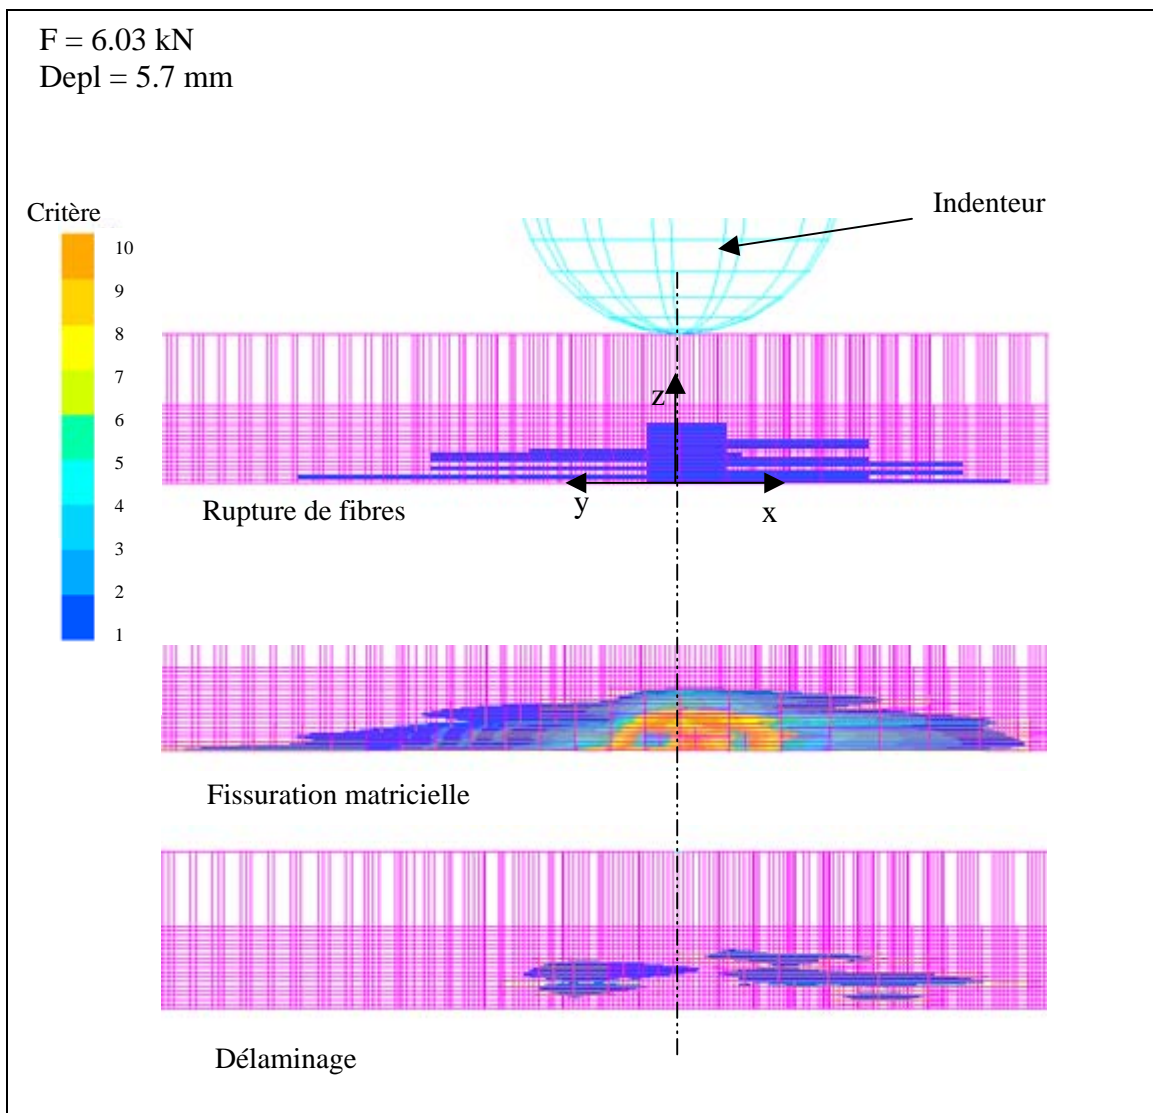 F = 6.03 kN
Depl = 5.7 mm
Indenteur
Critère
10
9
8
7
6
5
4
3
2
1
z
y
x
Rupture de fibres
Fissuration matricielle
Délaminage